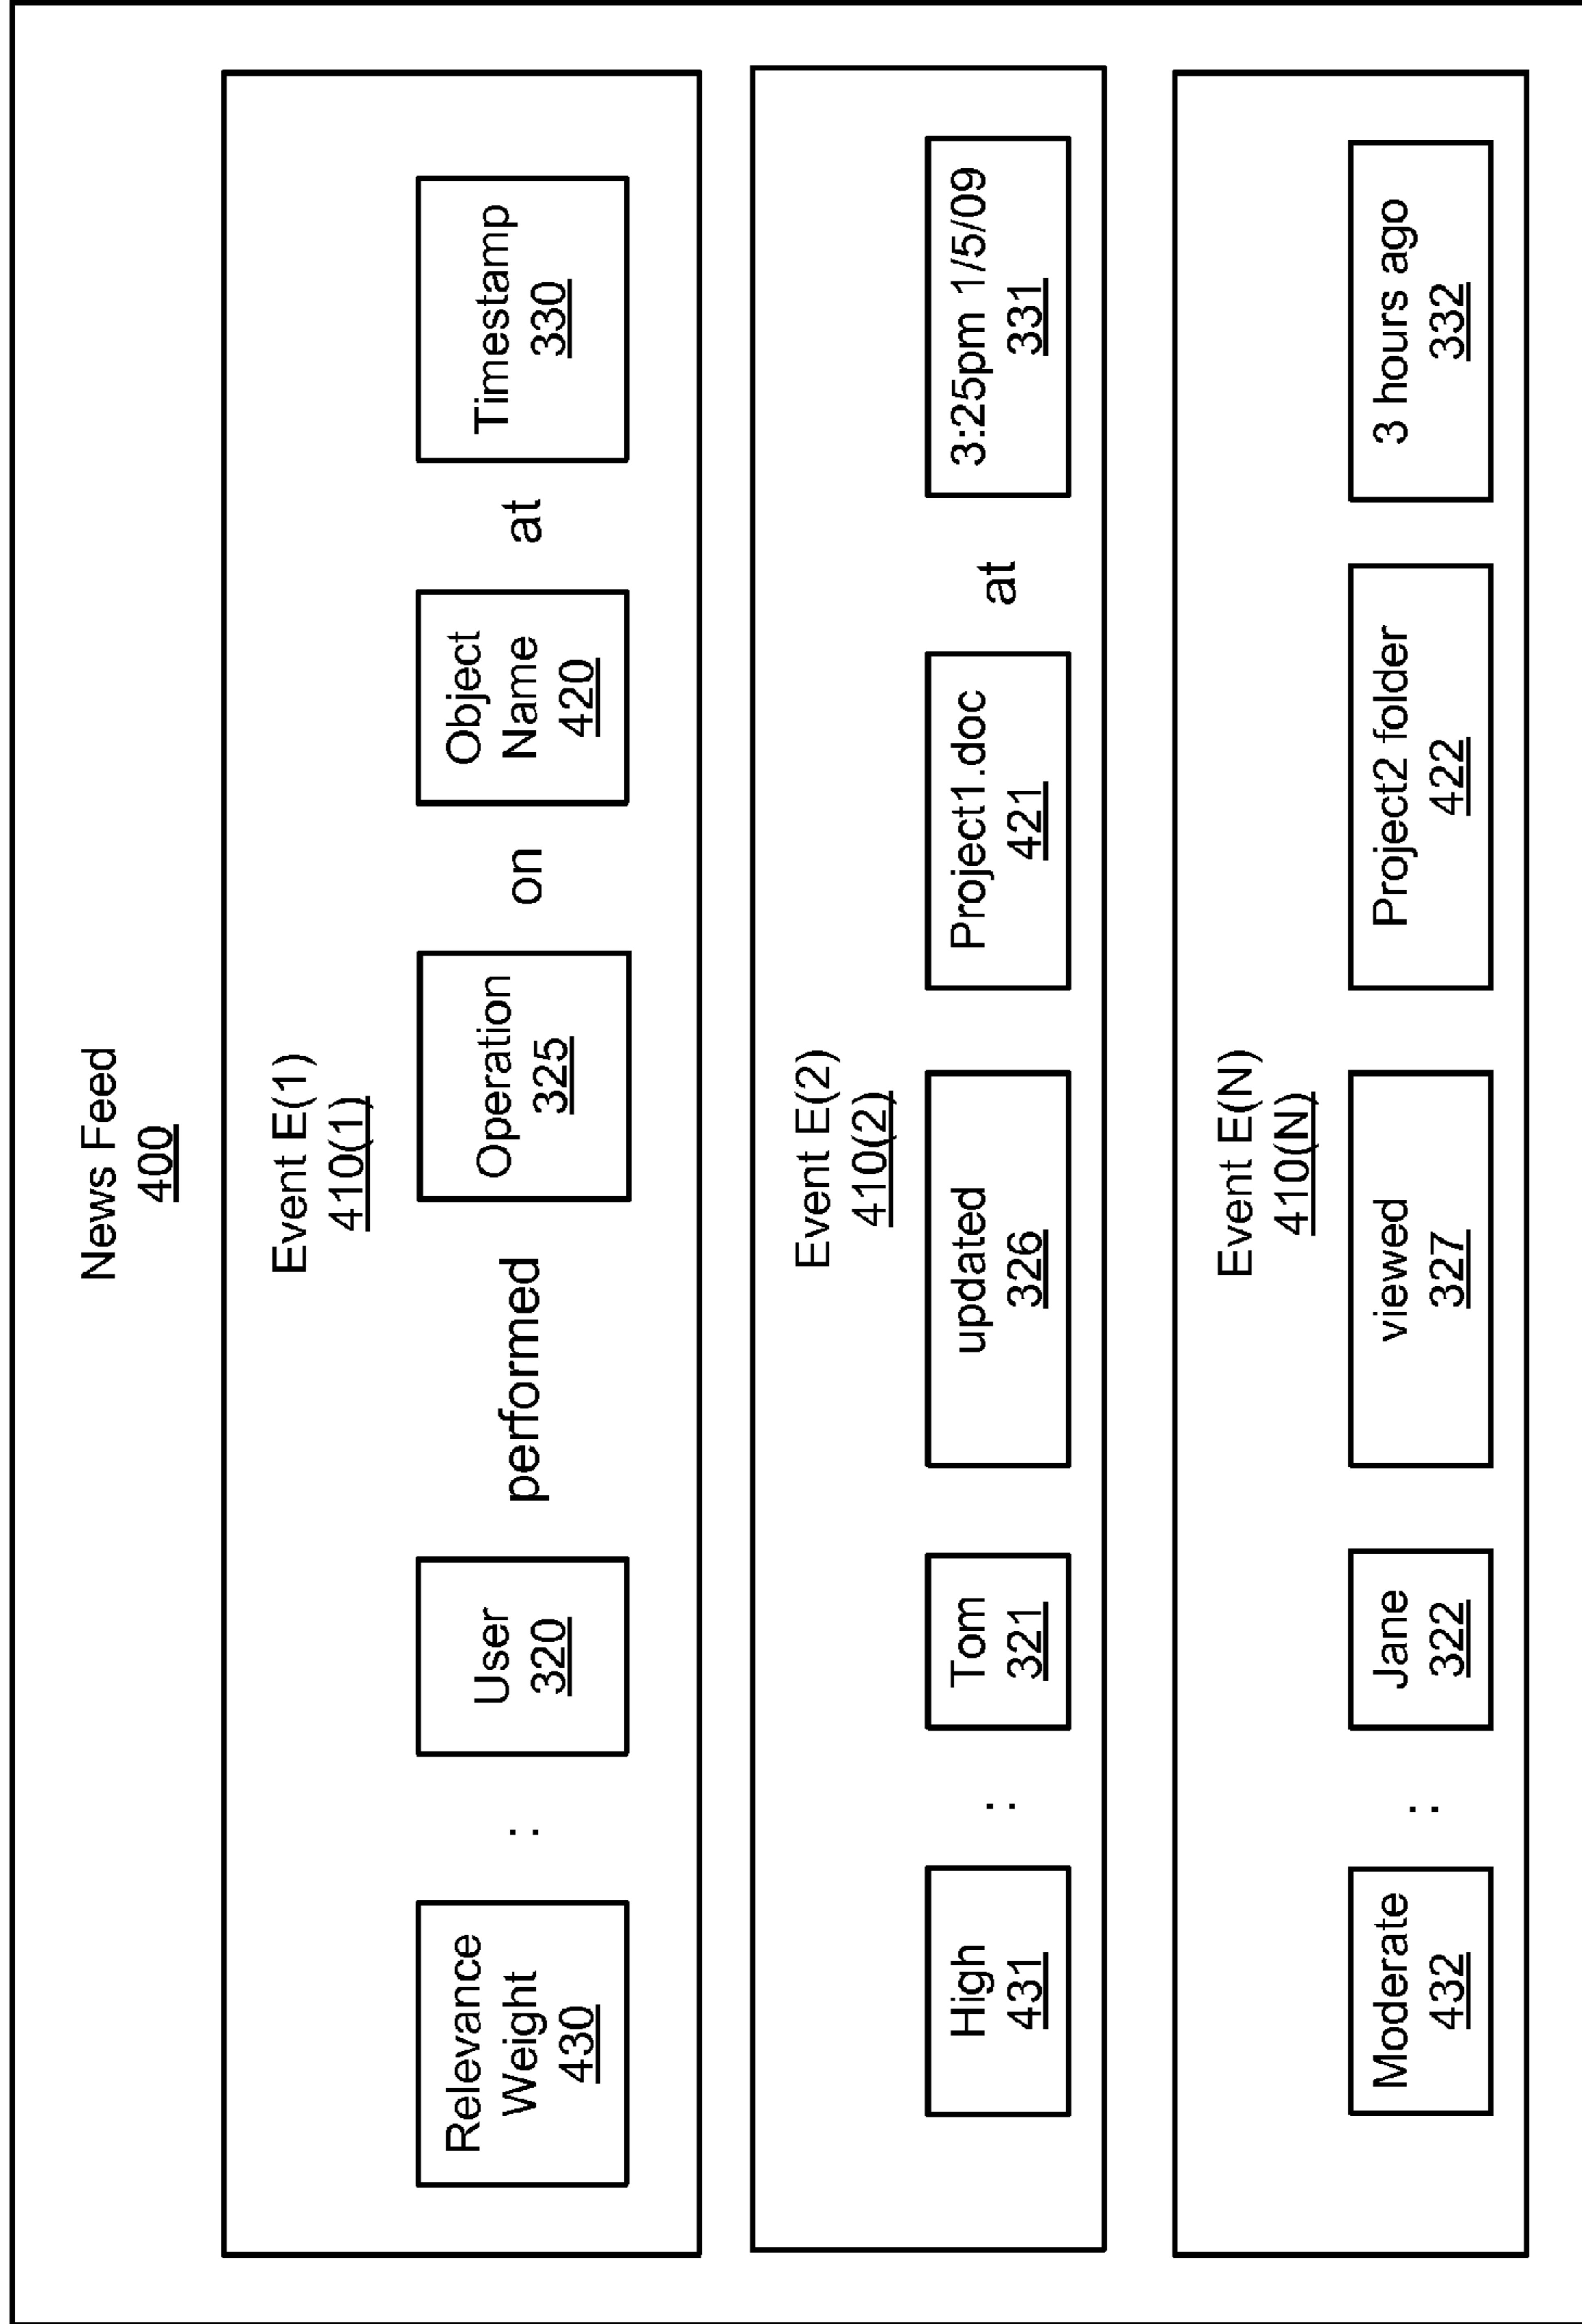 News Feed
400
Event E(1)
410(1)
Relevance
Weight
430
:
User
320
performed
Operation
325
on
Object
Name
420
at
Timestamp
330
Event E(2)
410(2)
High
431
:
Tom
321
updated
326
Project1.doc
421
at
3:25pm 1/5/09
331
Event E(N)
410(N)
Moderate
432
:
Jane
322
viewed
327
Project2 folder
422
3 hours ago
332